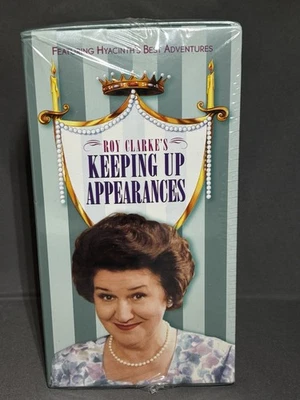 FEATURING HYACINTH'S BEST ADVENTURES
ROY CLARKE'S
KEEPING UP
APPEARANCES